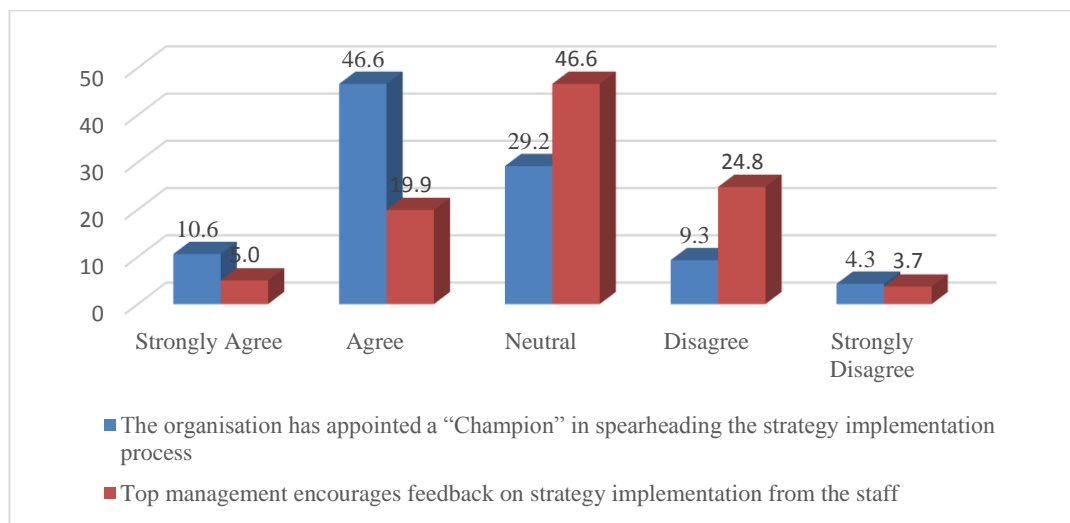 50
40
30
20
10
0
10.6
5.0
46.6
19.9
29.2
46.6
9.3
24.8
4.3
3.7
Strongly Agree
Agree
Neutral
Disagree
Strongly
Disagree
The organisation has appointed a “Champion” in spearheading the strategy implementation
process
Top management encourages feedback on strategy implementation from the staff